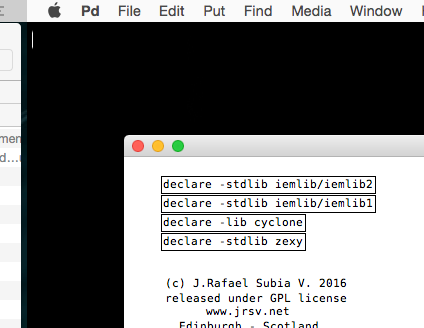 Pd File Edit Put Find Media Window
declare -stdlib iemlib/iemlib2
declare -stdlib iemlib/iemlib1
declare -lib cyclone
declare -stdlib zexy
(c) J.Rafael Subia V. 2016
released under GPL license
www.jrsv.net
Edinburgh - Scotland